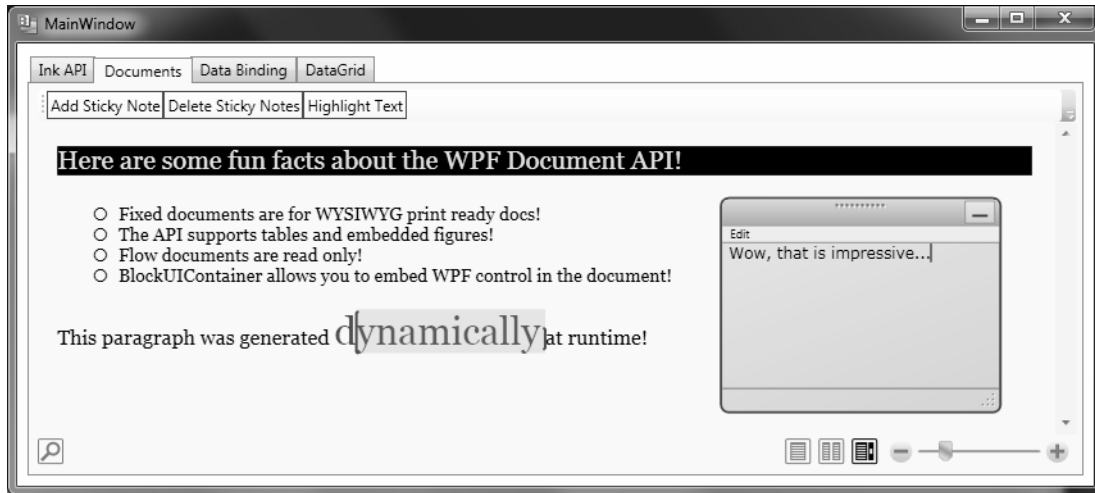 MainWindow
Ink API Documents Data Binding DataGrid
Add Sticky Note Delete Sticky Notes Highlight Text
Here are some fun facts about the WPF Document API!
Fixed documents are for WYSIWYG print ready docs!
The API supports tables and embedded figures!
Flow documents are read only!
BlockUIContainer allows you to embed WPF control in the document!
This paragraph was generated dynamically at runtime!
Edit
Wow, that is impressive...